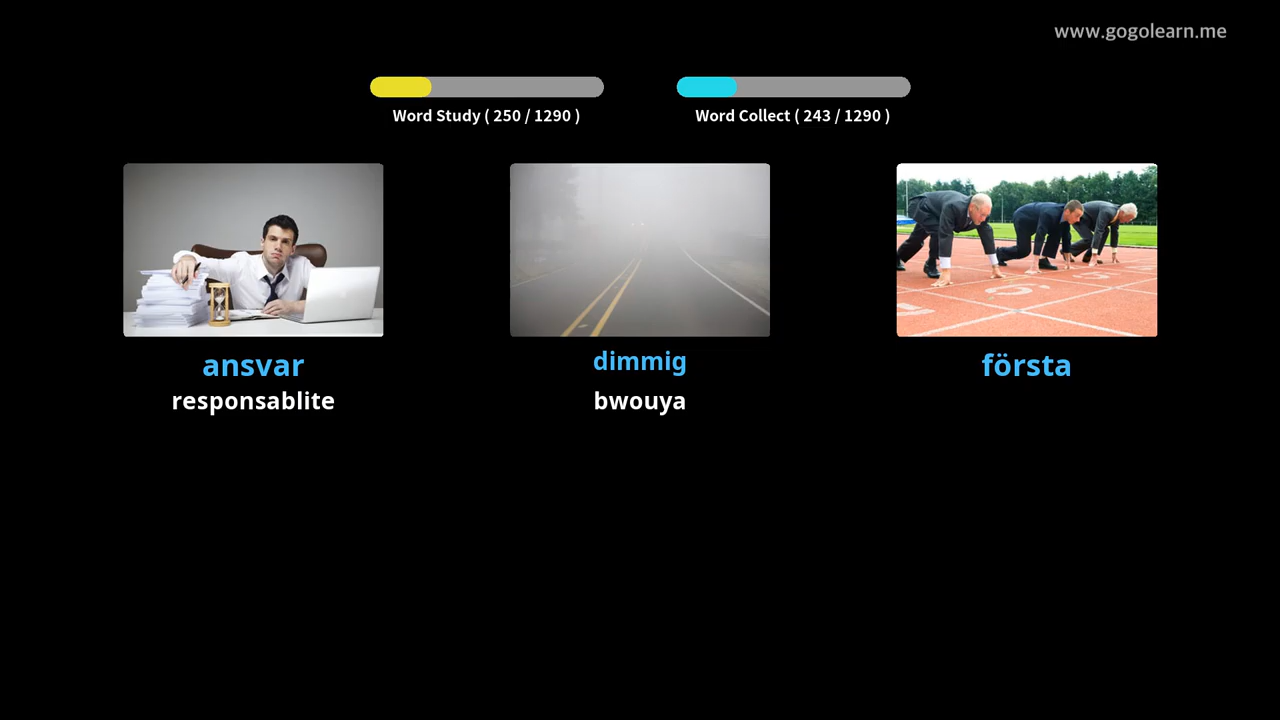 www.gogolearn.me
Word Study ( 250 / 1290 )
Word Collect ( 243 / 1290 )
ansvar
responsablite
dimmig
bwouya
första